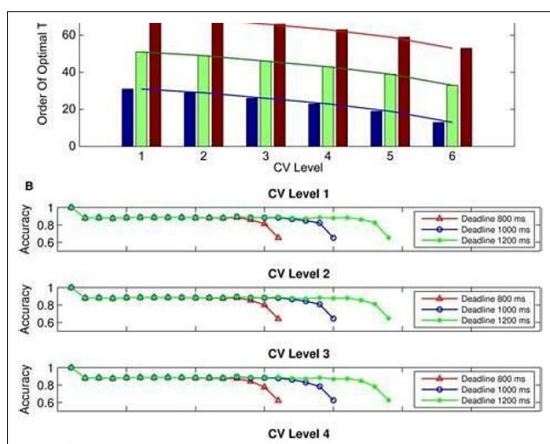 Order Of Optimal T
60
40
20
0
1 2 3 4 5 6
CV Level
B
CV Level 1
Accuracy
1
0.8
0.6
Deadline 800 ms
Deadline 1000 ms
Deadline 1200 ms
CV Level 2
Accuracy
1
0.8
0.6
Deadline 800 ms
Deadline 1000 ms
Deadline 1200 ms
CV Level 3
Accuracy
1
0.8
0.6
Deadline 800 ms
Deadline 1000 ms
Deadline 1200 ms
CV Level 4